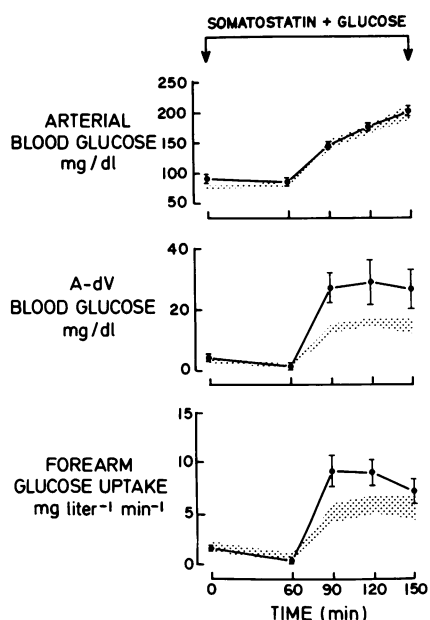 SOMATOSTATIN + GLUCOSE
250
200
ARTERIAL
BLOOD GLUCOSE
mg/dl
150
100
50
40
A-dV
BLOOD GLUCOSE
mg/dl
20
0
15
FOREARM
GLUCOSE UPTAKE
mg liter⁻¹ min⁻¹
10
5
0
0 60 90 120 150
TIME (min)